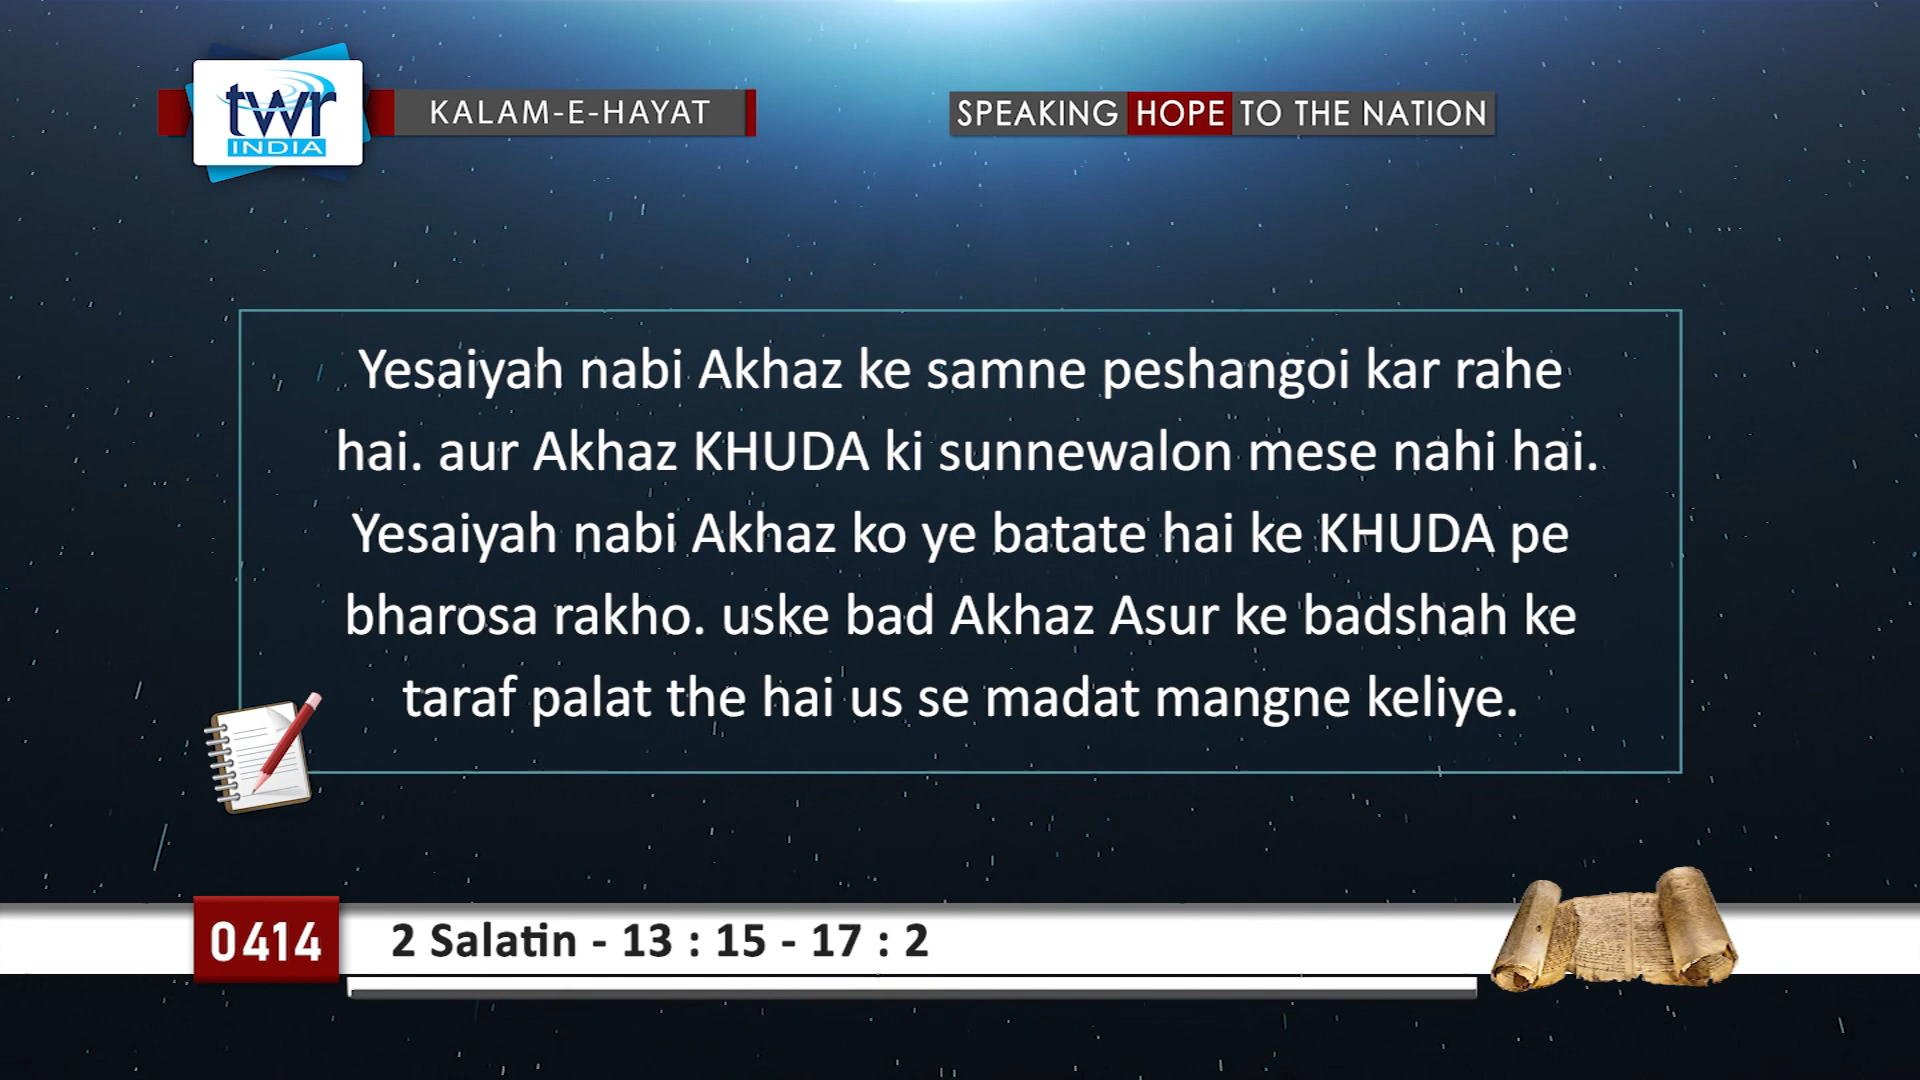 twr
INDIA
KALAM-E-HAYAT
SPEAKING HOPE TO THE NATION
Yesaiyah nabi Akhaz ke samne peshangoi kar rahe
hai. aur Akhaz KHUDA ki sunnewalon mese nahi hai.
Yesaiyah nabi Akhaz ko ye batate hai ke KHUDA pe
bharosa rakho. uske bad Akhaz Asur ke badshah ke
taraf palat the hai us se madat mangne keliye.
0414
2 Salatin - 13 : 15 - 17 : 2